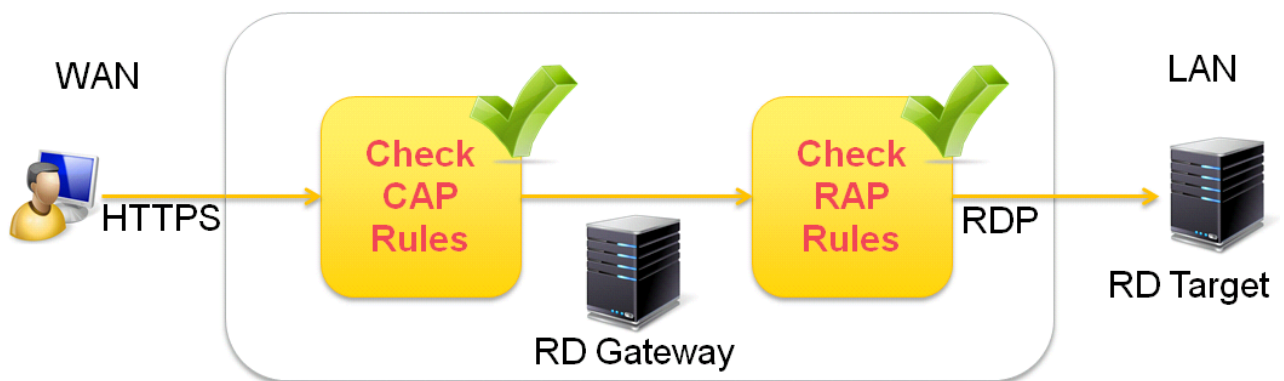 WAN
HTTPS
Check
CAP
Rules
RD Gateway
Check
RAP
Rules
RDP
LAN
RD Target